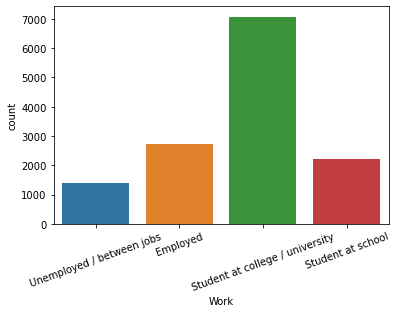 7000
6000
5000
4000
3000
2000
1000
0
count
Unemployed / between jobs
Employed
Student at college / university
Student at school
Work